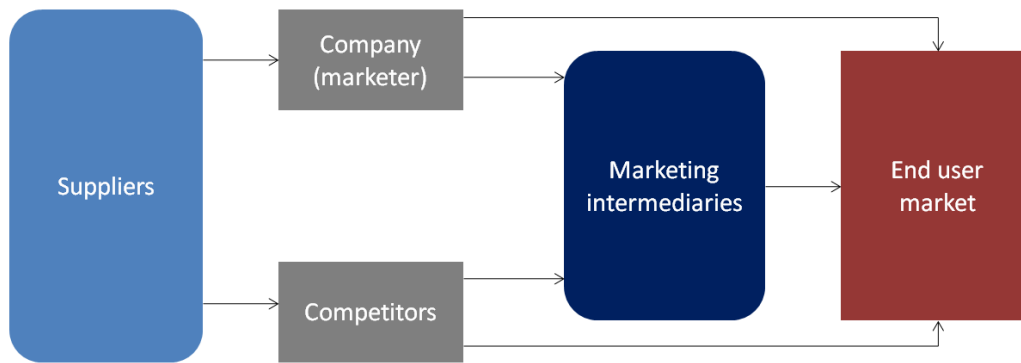 Suppliers
Company
(marketer)
Competitors
Marketing
intermediaries
End user
market